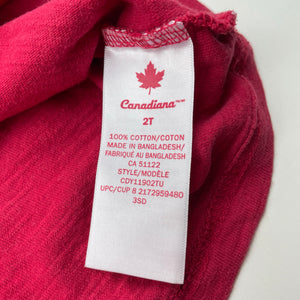 Canadiana™
2T
100% COTTON/COTON
MADE IN BANGLADESH/
FABRIQUÉ AU BANGLADESH
CA 51122
STYLE/MODÈLE
CDY11902TU
UPC/CUP 8 2172959480
3SD